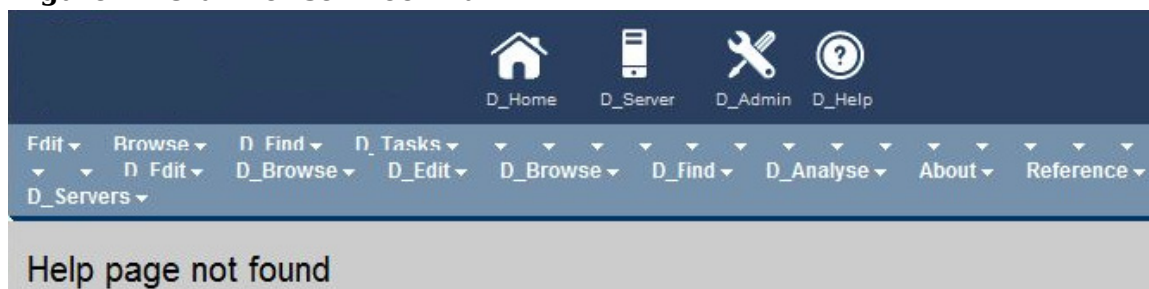 D_Home D_Server D_Admin D_Help
Edit Browse D_Find D_Tasks
D_Edit D_Browse D_Edit D_Browse D_Find D_Analyse About Reference
D_Servers
Help page not found